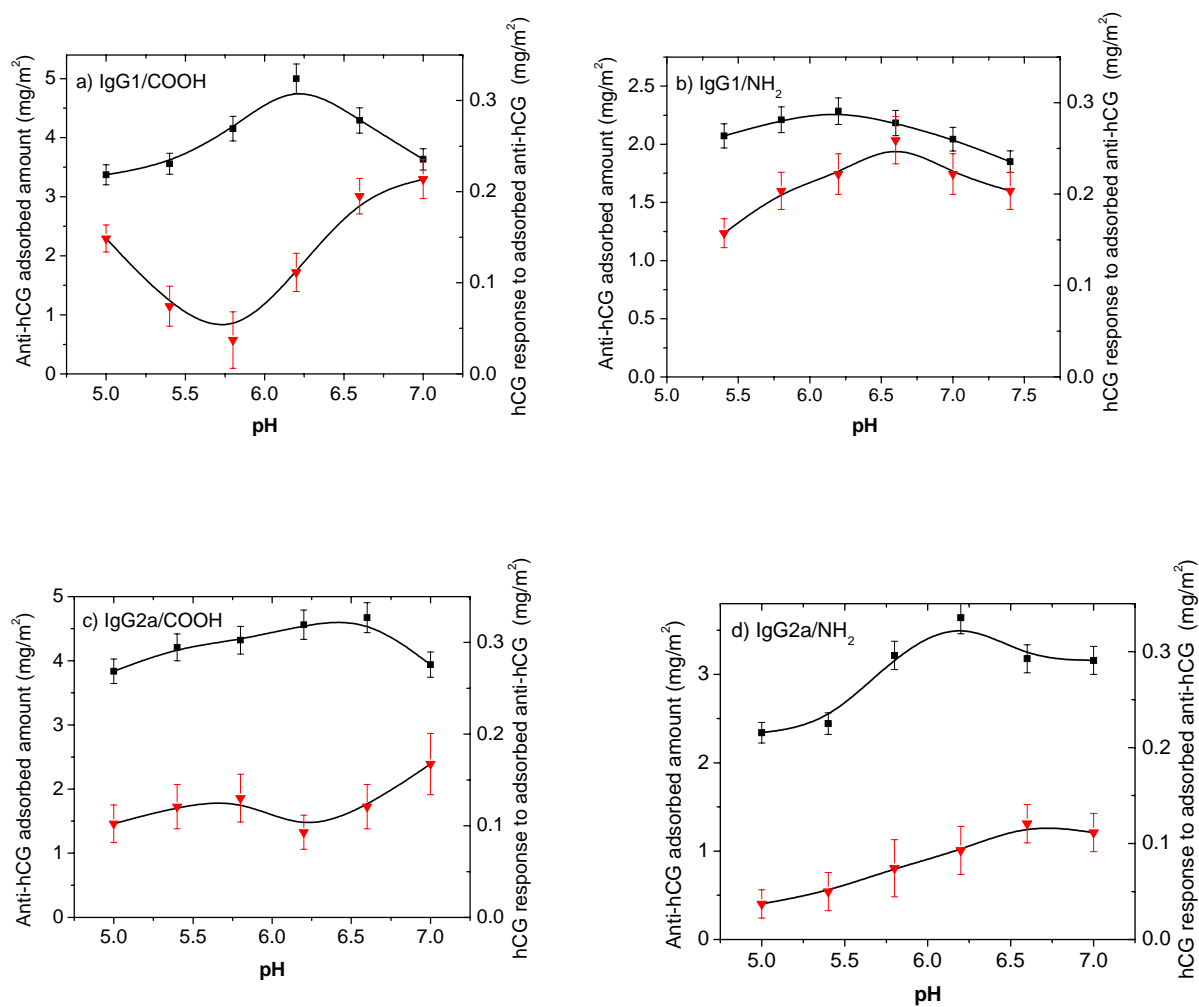 a) IgG1/COOH
Anti-hCG adsorbed amount (mg/m²)
5
4
3
2
1
0
hCG response to adsorbed anti-hCG (mg/m²)
0.3
0.2
0.1
0.0
5.0 5.5 6.0 6.5 7.0
pH
b) IgG1/NH₂
Anti-hCG adsorbed amount (mg/m²)
2.5
2.0
1.5
1.0
0.5
0.0
hCG response to adsorbed anti-hCG (mg/m²)
0.3
0.2
0.1
0.0
5.0 5.5 6.0 6.5 7.0 7.5
pH
c) IgG2a/COOH
Anti-hCG adsorbed amount (mg/m²)
5
4
3
2
1
0
hCG response to adsorbed anti-hCG (mg/m²)
0.3
0.2
0.1
0.0
5.0 5.5 6.0 6.5 7.0
pH
d) IgG2a/NH₂
Anti-hCG adsorbed amount (mg/m²)
3
2
1
0
hCG response to adsorbed anti-hCG (mg/m²)
0.3
0.2
0.1
0.0
5.0 5.5 6.0 6.5 7.0
pH